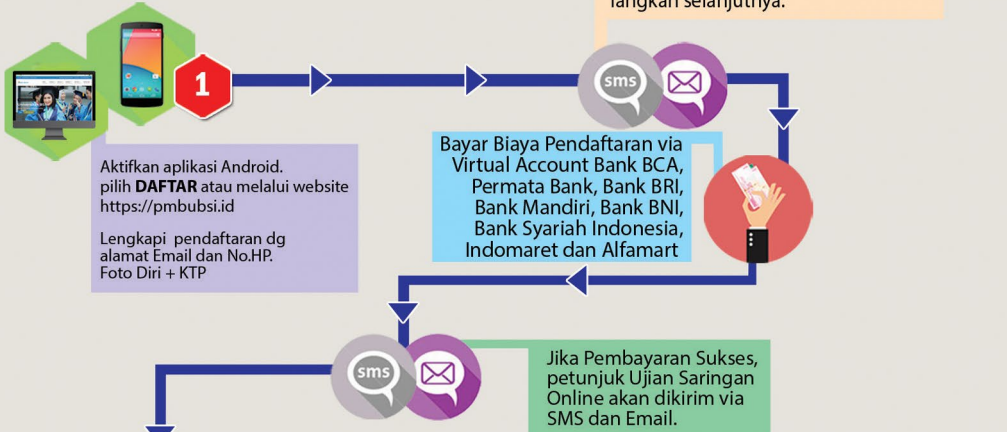 langkah selanjutnya.
1
sms
Aktifkan aplikasi Android.
pilih DAFTAR atau melalui website
https://pmbubsi.id
Lengkapi pendaftaran dg
alamat Email dan No.HP.
Foto Diri + KTP
Bayar Biaya Pendaftaran via
Virtual Account Bank BCA,
Permata Bank, Bank BRI,
Bank Mandiri, Bank BNI,
Bank Syariah Indonesia,
Indomaret dan Alfamart
sms
Jika Pembayaran Sukses,
petunjuk Ujian Saringan
Online akan dikirim via
SMS dan Email.